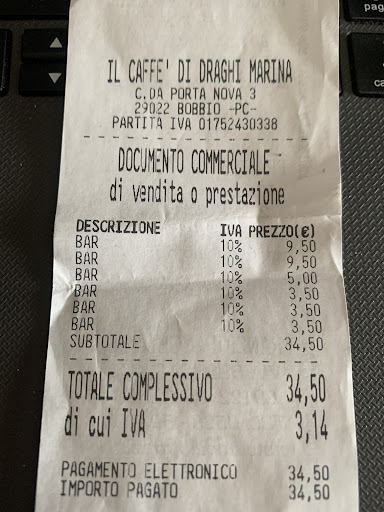 IL CAFFE' DI DRAGHI MARINA
C.DA PORTA NOVA 3
29022 BOBBIO -PC-
PARTITA IVA 01752430338
DOCUMENTO COMMERCIALE
di vendita o prestazione
DESCRIZIONE IVA PREZZO(€)
BAR 10% 9,50
BAR 10% 9,50
BAR 10% 5,00
BAR 10% 3,50
BAR 10% 3,50
BAR 10% 3,50
SUBTOTALE 34,50
TOTALE COMPLESSIVO 34,50
di cui IVA 3,14
PAGAMENTO ELETTRONICO 34,50
IMPORTO PAGATO 34,50